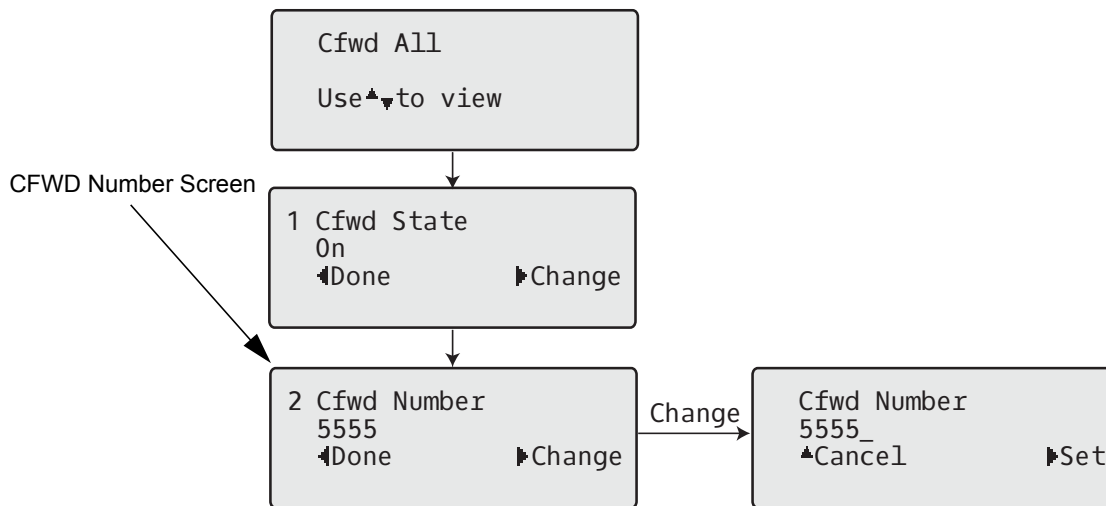 Cfwd All
Use▲▼to view
CFWD Number Screen
1 Cfwd State
On
◀Done ▶Change
2 Cfwd Number
5555
◀Done ▶Change
Change
Cfwd Number
5555_
▲Cancel ▶Set